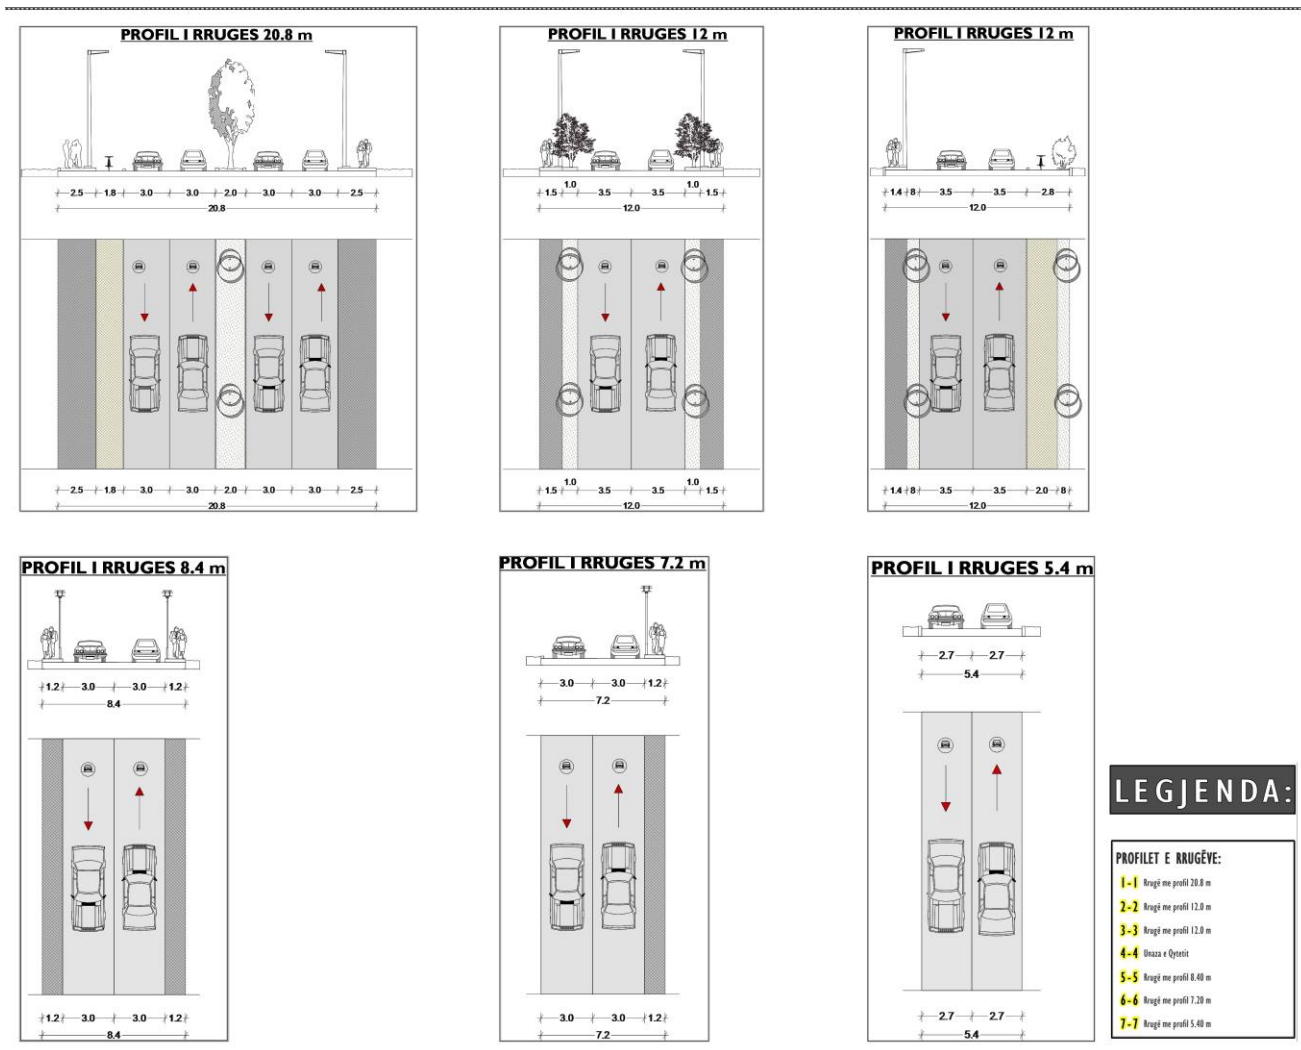 PROFIL I RRUGES 20.8 m
2.5 1.8 3.0 3.0 2.0 3.0 3.0 2.5
20.8
2.5 1.8 3.0 3.0 2.0 3.0 3.0 2.5
20.8
PROFIL I RRUGES 12 m
1.0 1.0
1.5 3.5 3.5 1.5
12.0
1.0 1.0
1.5 3.5 3.5 1.5
12.0
PROFIL I RRUGES 12 m
1.4 8 3.5 3.5 2.8
12.0
1.4 8 3.5 3.5 2.0 8
12.0
PROFIL I RRUGES 8.4 m
1.2 3.0 3.0 1.2
8.4
1.2 3.0 3.0 1.2
8.4
PROFIL I RRUGES 7.2 m
3.0 3.0 1.2
7.2
3.0 3.0 1.2
7.2
PROFIL I RRUGES 5.4 m
2.7 2.7
5.4
2.7 2.7
5.4
LEGJENDA:
PROFILET E RRUGËVE:
1-1 Rrugë me profil 20.8 m
2-2 Rrugë me profil 12.0 m
3-3 Rrugë me profil 12.0 m
4-4 Unaza e Qytetit
5-5 Rrugë me profil 8.40 m
6-6 Rrugë me profil 7.20 m
7-7 Rrugë me profil 5.40 m